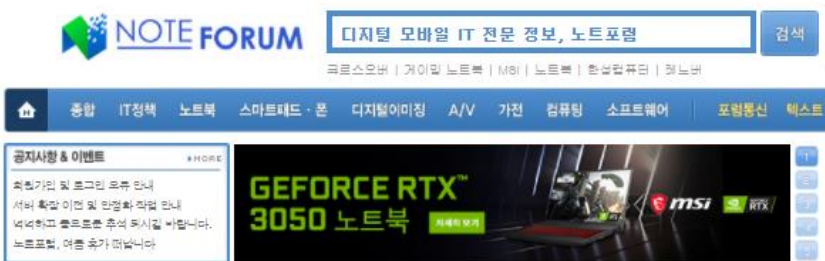 NOTE FORUM
디지털 모바일 IT 전문 정보, 노트포럼
검색
크로스오버 | 게이밍 노트북 | MSI | 노트북 | 한성컴퓨터 | 레노버
종합 IT정책 노트북 스마트패드 · 폰 디지털이미징 A/V 가전 컴퓨팅 소프트웨어 포럼통신 텍스트
공지사항 & 이벤트 MORE
회원가입 및 로그인 오류 안내
서버 확장 이전 및 안정화 작업 안내
넉넉하고 풍요로운 추석 되시길 바랍니다.
노트포럼, 여름 휴가 떠납니다
GEFORCE RTX™
3050 노트북 자세히 보기
msi
RTX
1
2
3
4
5